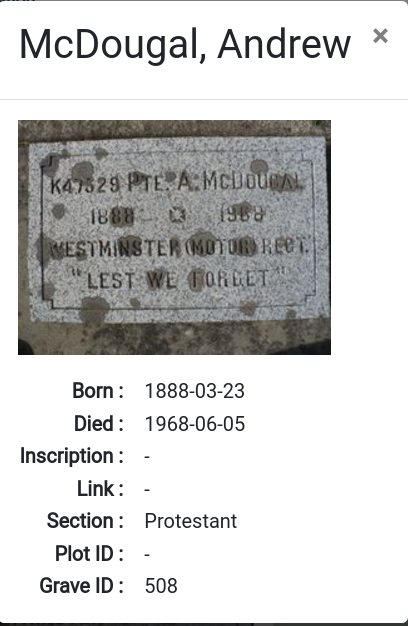 McDougal, Andrew ×
K47529 PTE. A. MCDOUGAL
1888 1968
WESTMINSTER (MOTOR) REGT.
"LEST WE FORGET"
Born : 1888-03-23
Died : 1968-06-05
Inscription : -
Link : -
Section : Protestant
Plot ID : -
Grave ID : 508